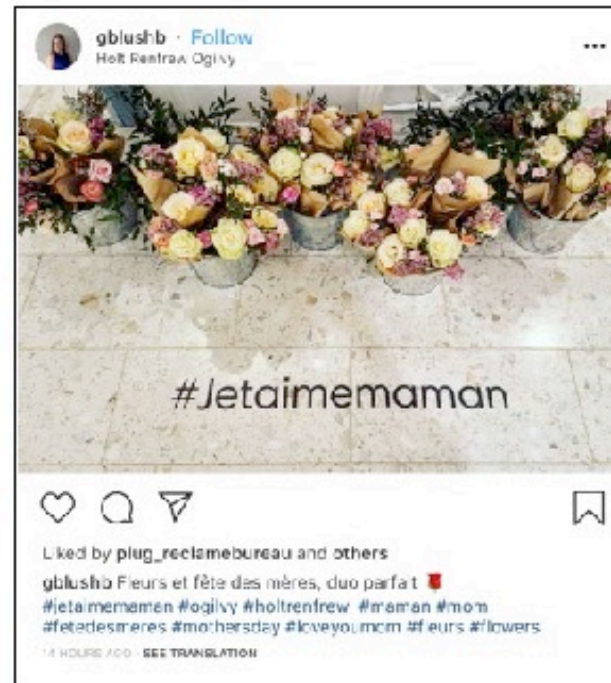 gblushb · Follow
Holt Renfrew Ogilvy
#Jetaimemaman
Liked by plug_reclamebureau and others
gblushb Fleurs et fête des mères, duo parfait 🌹
#jetaimemaman #ogilvy #holtrenfrew #maman #mom
#fetedesmeres #mothersday #loveyoumom #fleurs #flowers
14 HOURS AGO · SEE TRANSLATION